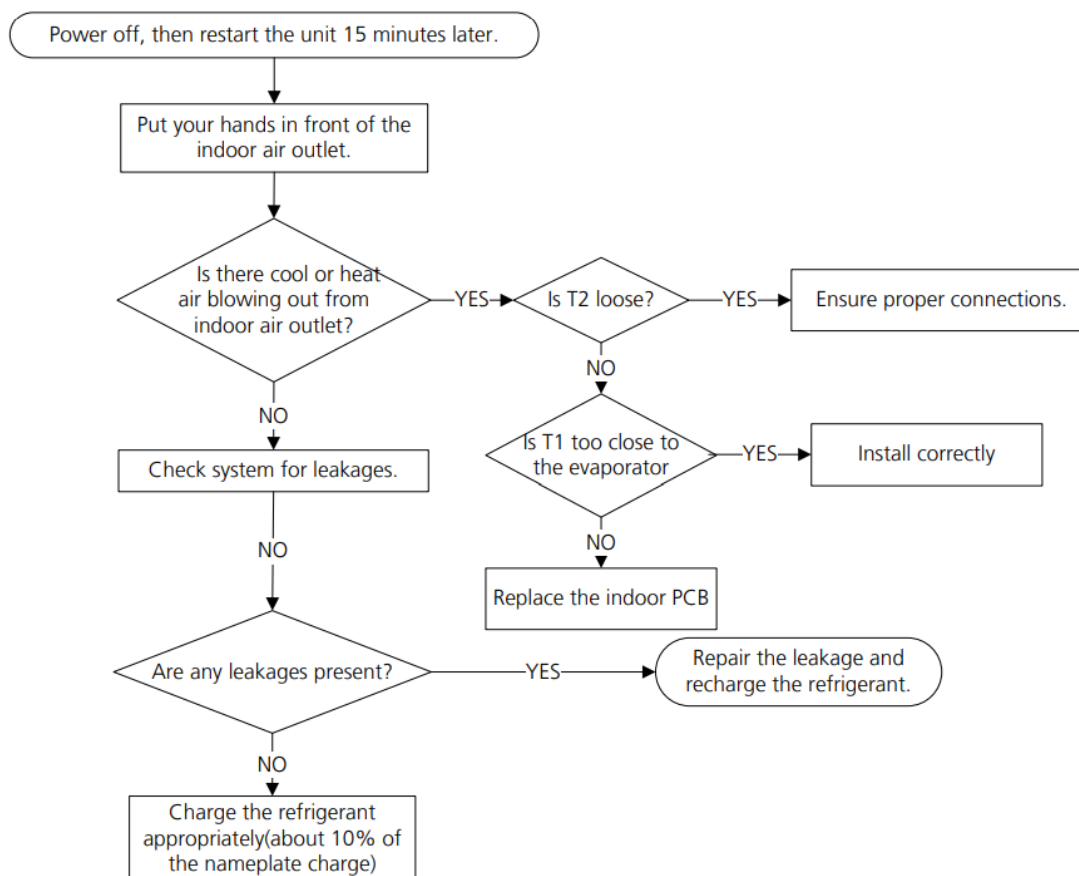 Power off, then restart the unit 15 minutes later.
Put your hands in front of the
indoor air outlet.
Is there cool or heat
air blowing out from
indoor air outlet?
YES
Is T2 loose?
YES
Ensure proper connections.
NO
NO
Is T1 too close to
the evaporator
YES
Install correctly
Check system for leakages.
NO
NO
Replace the indoor PCB
Are any leakages present?
YES
Repair the leakage and
recharge the refrigerant.
NO
Charge the refrigerant
appropriately(about 10% of
the nameplate charge)